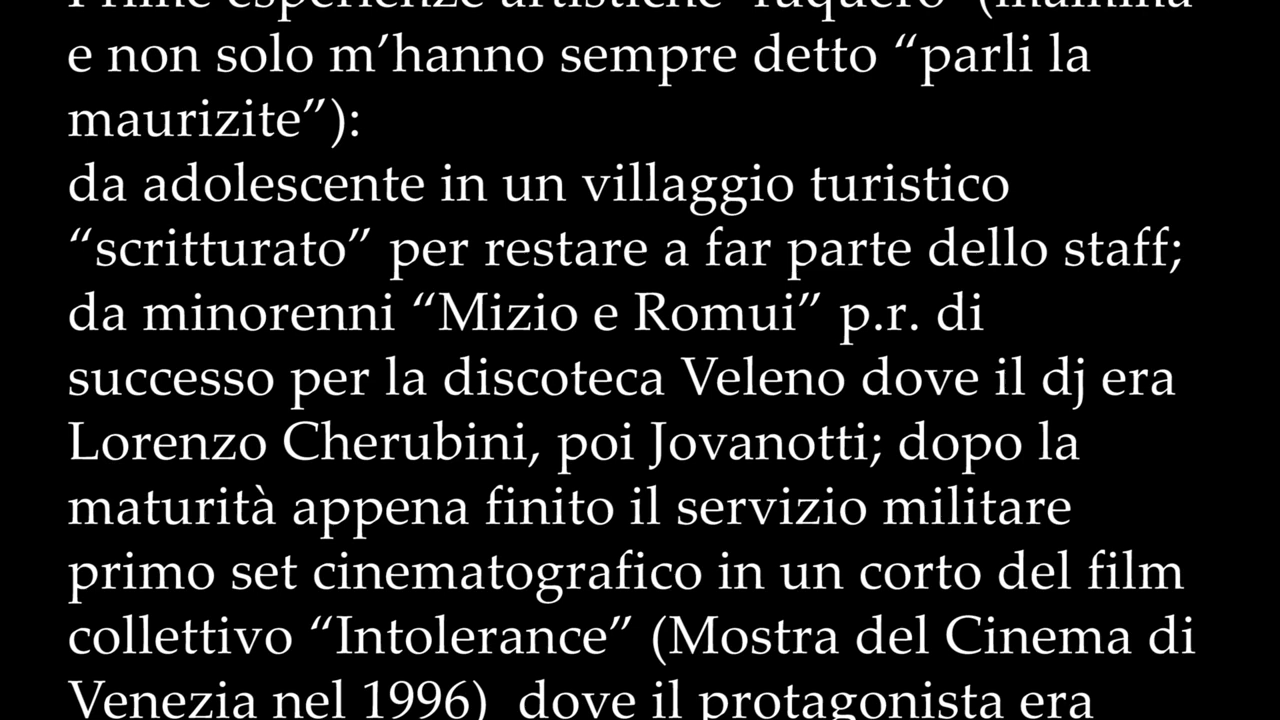 Prime esperienze artistiche
e non solo m’hanno sempre detto “parli la
maurizite”):
da adolescente in un villaggio turistico
“scritturato” per restare a far parte dello staff;
da minorenni “Mizio e Romui” p.r. di
successo per la discoteca Veleno dove il dj era
Lorenzo Cherubini, poi Jovanotti; dopo la
maturità appena finito il servizio militare
primo set cinematografico in un corto del film
collettivo “Intolerance” (Mostra del Cinema di
Venezia nel 1996) dove il protagonista era